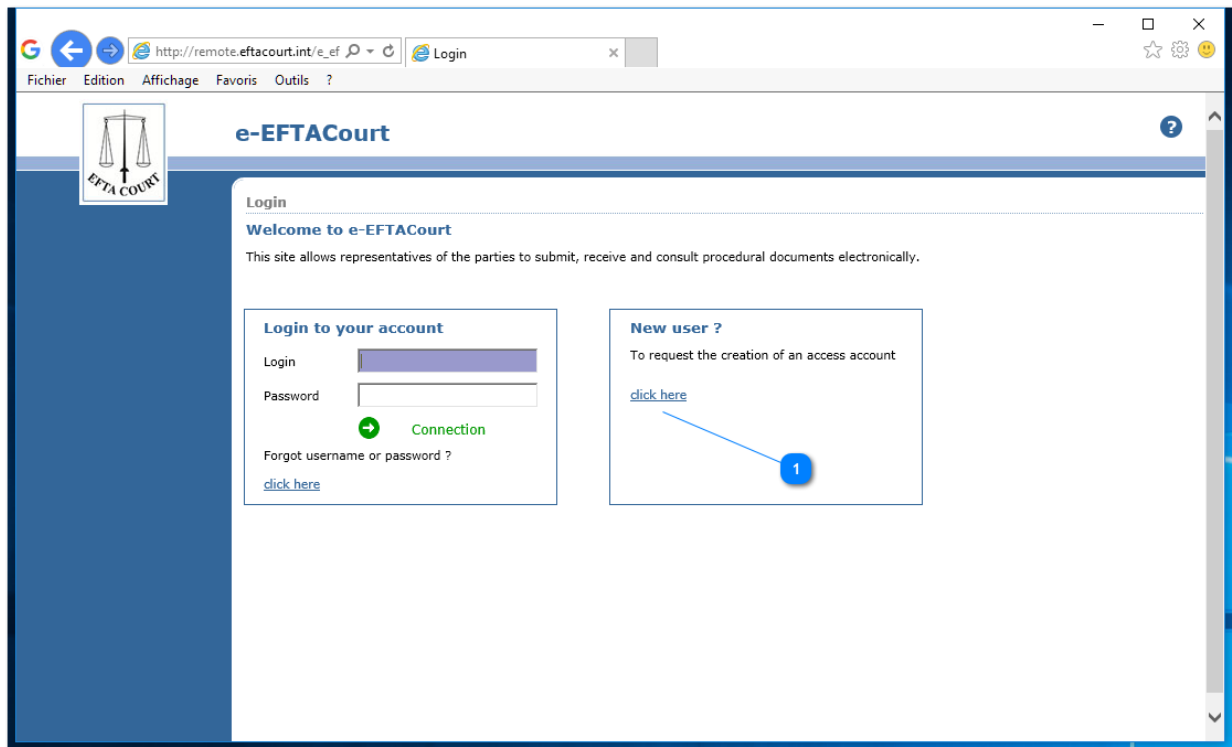 http://remote.eftacourt.int/e_ef
Login
Fichier Edition Affichage Favoris Outils ?
EFTA COURT
e-EFTACourt
?
Login
Welcome to e-EFTACourt
This site allows representatives of the parties to submit, receive and consult procedural documents electronically.
Login to your account
Login
Password
Connection
Forgot username or password ?
click here
New user ?
To request the creation of an access account
click here
1